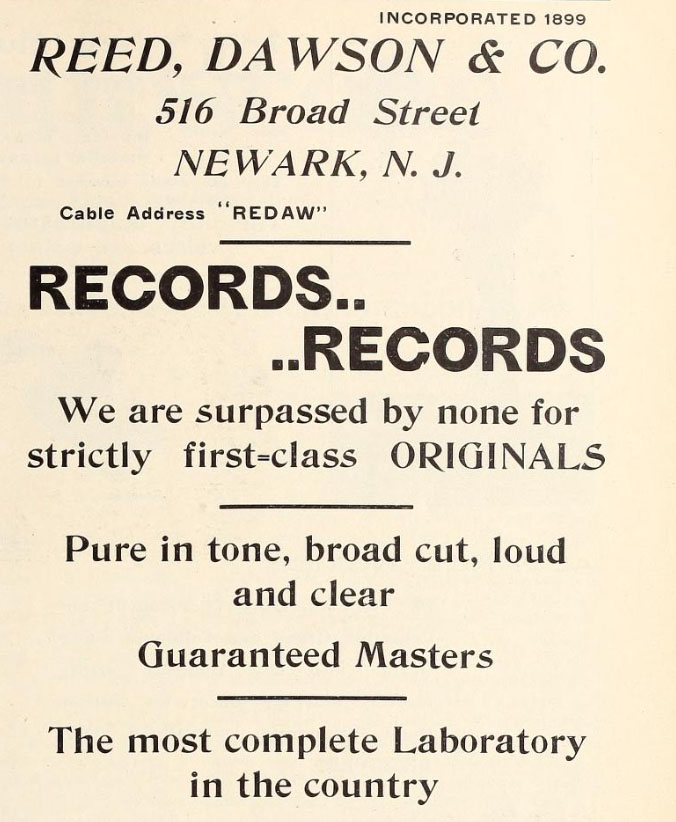 INCORPORATED 1899
REED, DAWSON & CO.
516 Broad Street
NEWARK, N. J.
Cable Address "REDAW"
RECORDS..
..RECORDS
We are surpassed by none for
strictly first=class ORIGINALS
Pure in tone, broad cut, loud
and clear
Guaranteed Masters
The most complete Laboratory
in the country